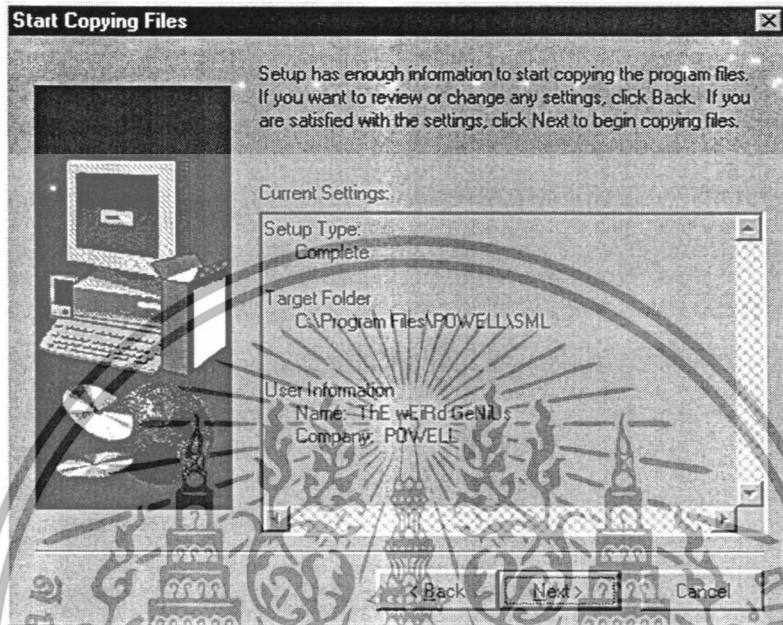 Start Copying Files
Setup has enough information to start copying the program files.
If you want to review or change any settings, click Back. If you
are satisfied with the settings, click Next to begin copying files.
Current Settings:
Setup Type:
Complete
Target Folder
C:\Program Files\POWELL\SML
User Information
Name: ThE wEiRd GeNiUs
Company: POWELL
< Back
Next >
Cancel